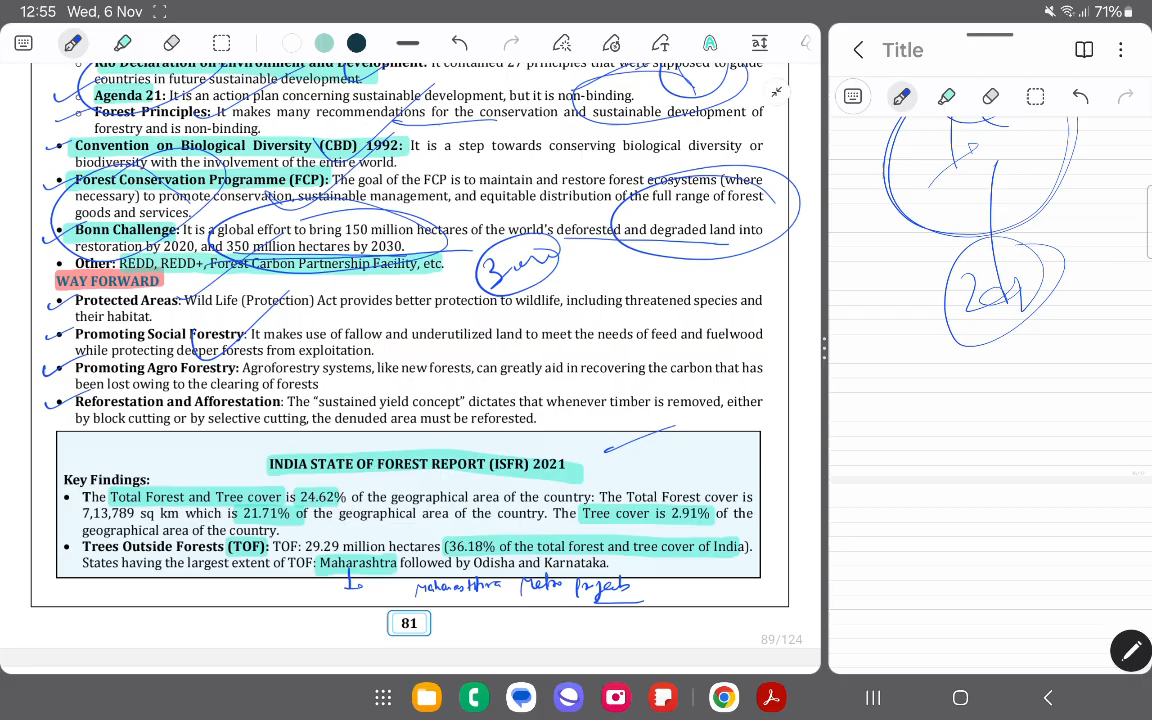 12:55 Wed, 6 Nov
71%
Title
Rio Declaration on Environment and Development: It contained 27 principles that were supposed to guide
countries in future sustainable development.
Agenda 21: It is an action plan concerning sustainable development, but it is non-binding.
Forest Principles: It makes many recommendations for the conservation and sustainable development of
forestry and is non-binding.
Convention on Biological Diversity (CBD) 1992: It is a step towards conserving biological diversity or
biodiversity with the involvement of the entire world.
Forest Conservation Programme (FCP): The goal of the FCP is to maintain and restore forest ecosystems (where
necessary) to promote conservation, sustainable management, and equitable distribution of the full range of forest
goods and services.
Bonn Challenge: It is a global effort to bring 150 million hectares of the world's deforested and degraded land into
restoration by 2020, and 350 million hectares by 2030.
Other: REDD, REDD+, Forest Carbon Partnership Facility, etc.
WAY FORWARD
Protected Areas: Wild Life (Protection) Act provides better protection to wildlife, including threatened species and
their habitat.
Promoting Social Forestry: It makes use of fallow and underutilized land to meet the needs of feed and fuelwood
while protecting deeper forests from exploitation.
Promoting Agro Forestry: Agroforestry systems, like new forests, can greatly aid in recovering the carbon that has
been lost owing to the clearing of forests
Reforestation and Afforestation: The “sustained yield concept” dictates that whenever timber is removed, either
by block cutting or by selective cutting, the denuded area must be reforested.
INDIA STATE OF FOREST REPORT (ISFR) 2021
Key Findings:
The Total Forest and Tree cover is 24.62% of the geographical area of the country: The Total Forest cover is
7,13,789 sq km which is 21.71% of the geographical area of the country. The Tree cover is 2.91% of the
geographical area of the country.
Trees Outside Forests (TOF): TOF: 29.29 million hectares (36.18% of the total forest and tree cover of India).
States having the largest extent of TOF: Maharashtra followed by Odisha and Karnataka.
Maharashtra Metro projects
81
89/124